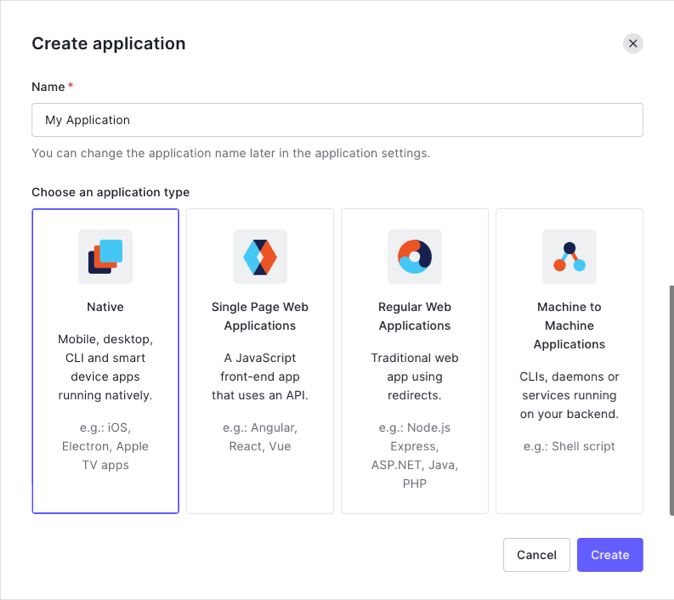 Create application
Name *
My Application
You can change the application name later in the application settings.
Choose an application type
Native
Mobile, desktop,
CLI and smart
device apps
running natively.
e.g.: iOS,
Electron, Apple
TV apps
Single Page Web
Applications
A JavaScript
front-end app
that uses an API.
e.g.: Angular,
React, Vue
Regular Web
Applications
Traditional web
app using
redirects.
e.g.: Node.js
Express,
ASP.NET, Java,
PHP
Machine to
Machine
Applications
CLIs, daemons or
services running
on your backend.
e.g.: Shell script
Cancel
Create